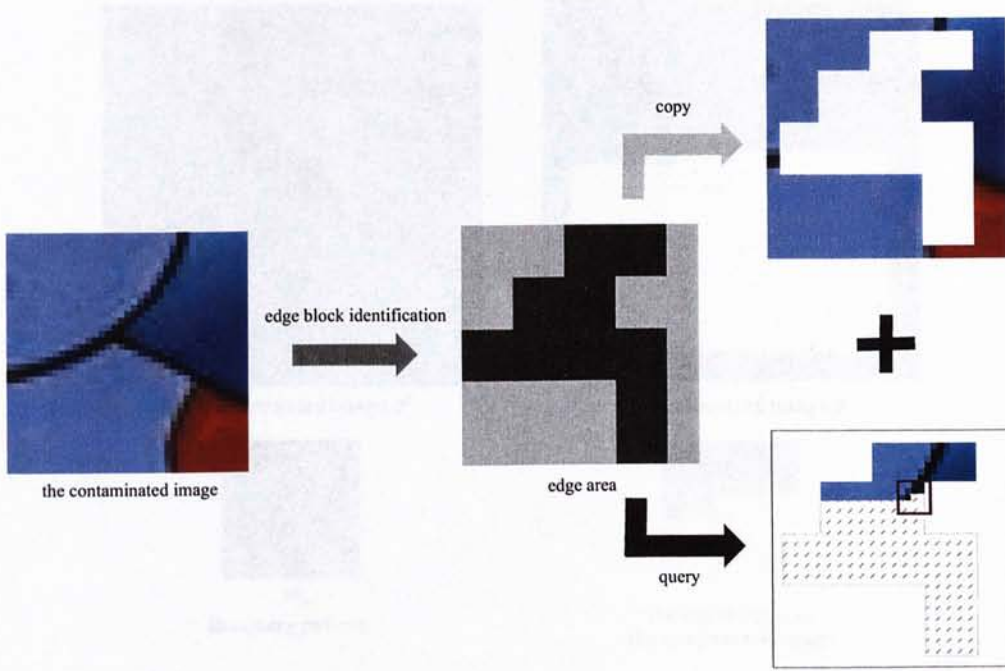 copy
edge block identification
the contaminated image
edge area
query